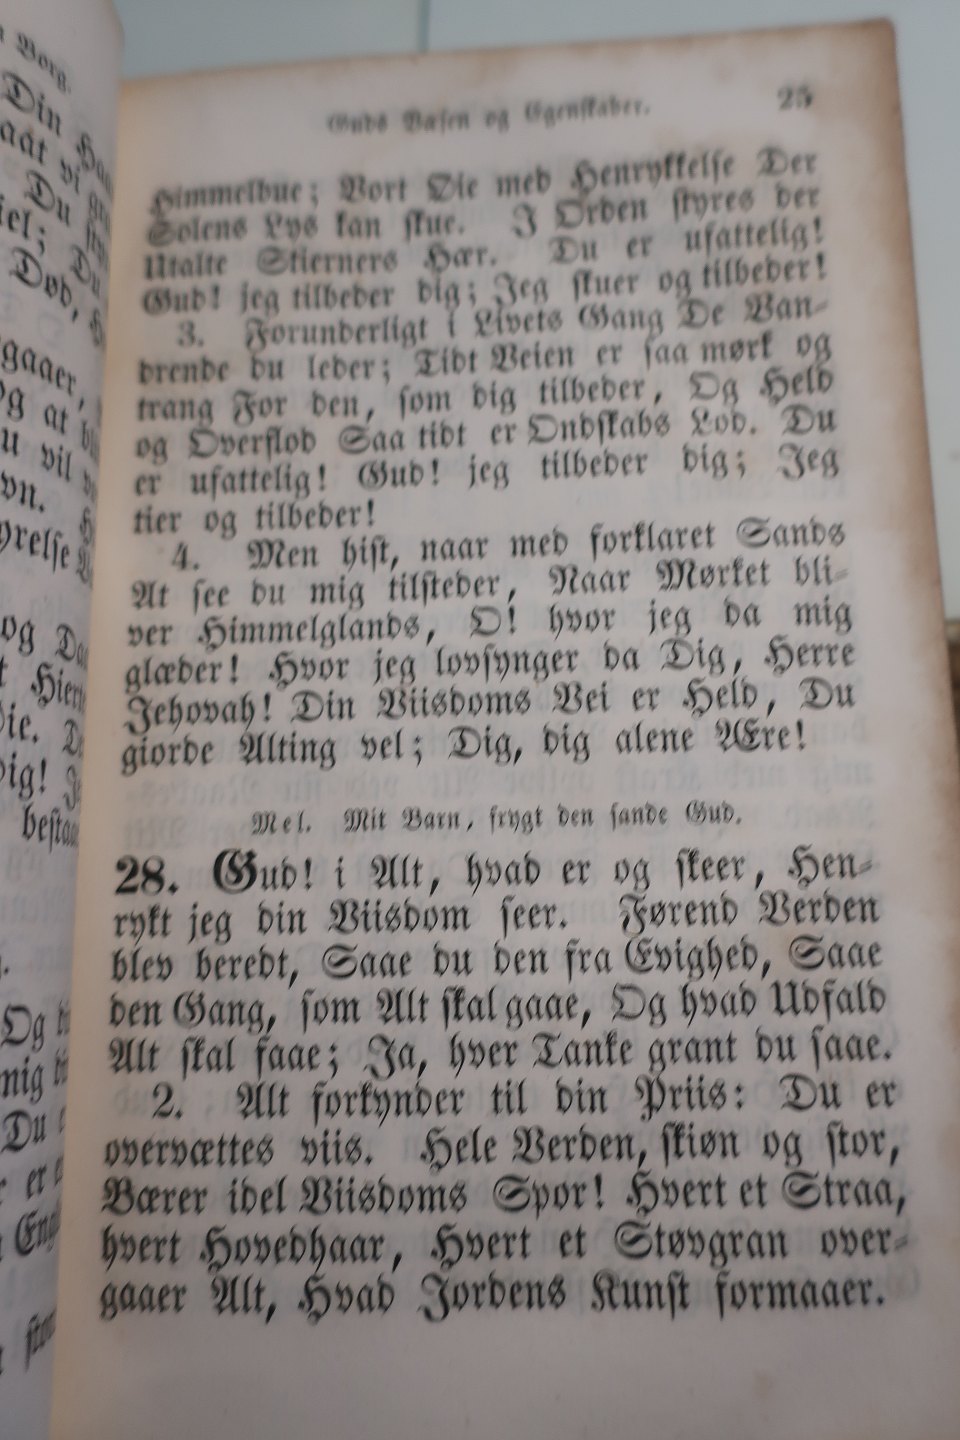 Guds Væsen og Egenskaber. 25
Himmelbue; Vort Øie med Henrykkelse Der
Solens Lys kan skue. I Orden styres der
Utalte Stierners Hær. Du er ufattelig!
Gud! jeg tilbeder dig; Jeg skuer og tilbeder!
3. Forunderligt i Livets Gang De Van-
drende du leder; Tidt Veien er saa mørk og
trang For den, som dig tilbeder, Og Held
og Overflod Saa tidt er Ondskabs Lod. Du
er ufattelig! Gud! jeg tilbeder dig; Jeg
tier og tilbeder!
4. Men hist, naar med forklaret Sands
At see du mig tilsteder, Naar Mørket bli-
ver Himmelglands, O! hvor jeg da mig
glæder! Hvor jeg lovsynger da Dig, Herre
Jehovah! Din Viisdoms Vei er Held, Du
giorde Alting vel; Dig, dig alene Ære!
Mel. Mit Barn, frygt den sande Gud.
28. Gud! i Alt, hvad er og skeer, Hen-
rykt jeg din Viisdom seer. Førend Verden
blev beredt, Saae du den fra Evighed, Saae
den Gang, som Alt skal gaae, Og hvad Udfald
Alt skal faae; Ja, hver Tanke grant du saae.
2. Alt forkynder til din Priis: Du er
overvættes viis. Hele Verden, skiøn og stor,
Bærer idel Viisdoms Spor! Hvert et Straa,
hvert Hovedhaar, Hvert et Støvgran over-
gaaer Alt, Hvad Jordens Kunst formaaer.